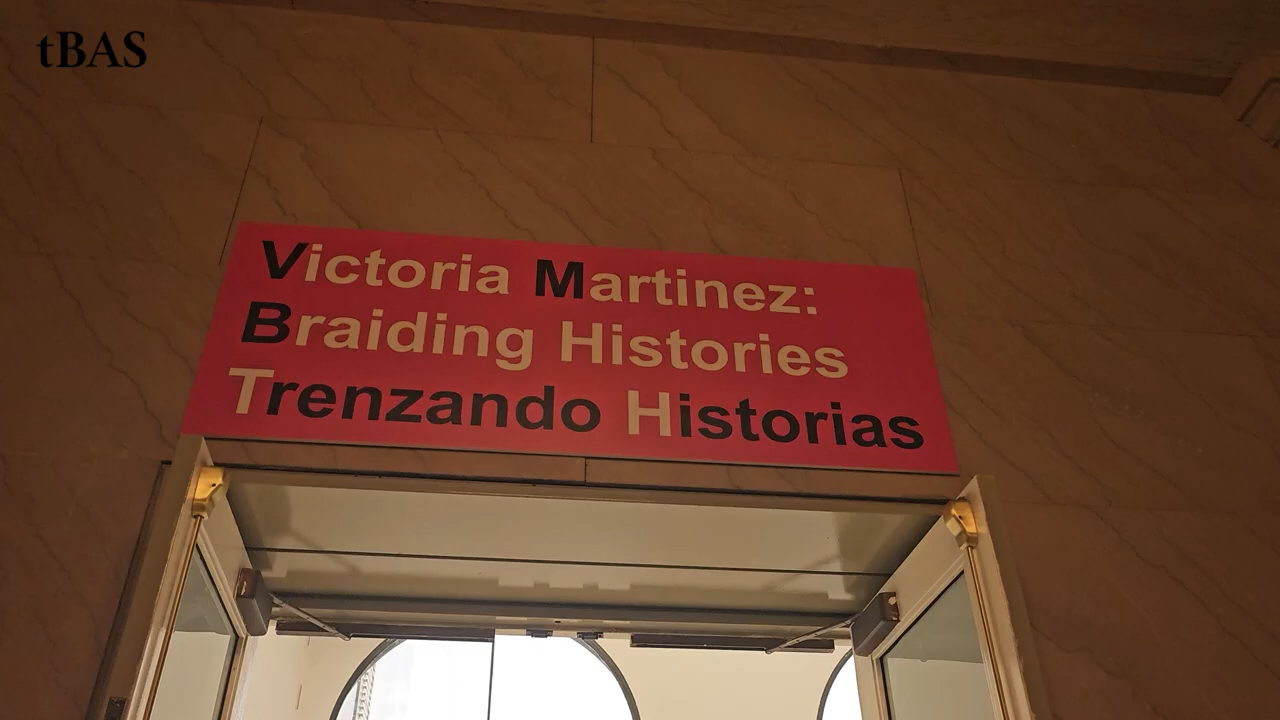 tBAS
Victoria Martinez:
Braiding Histories
Trenzando Historias